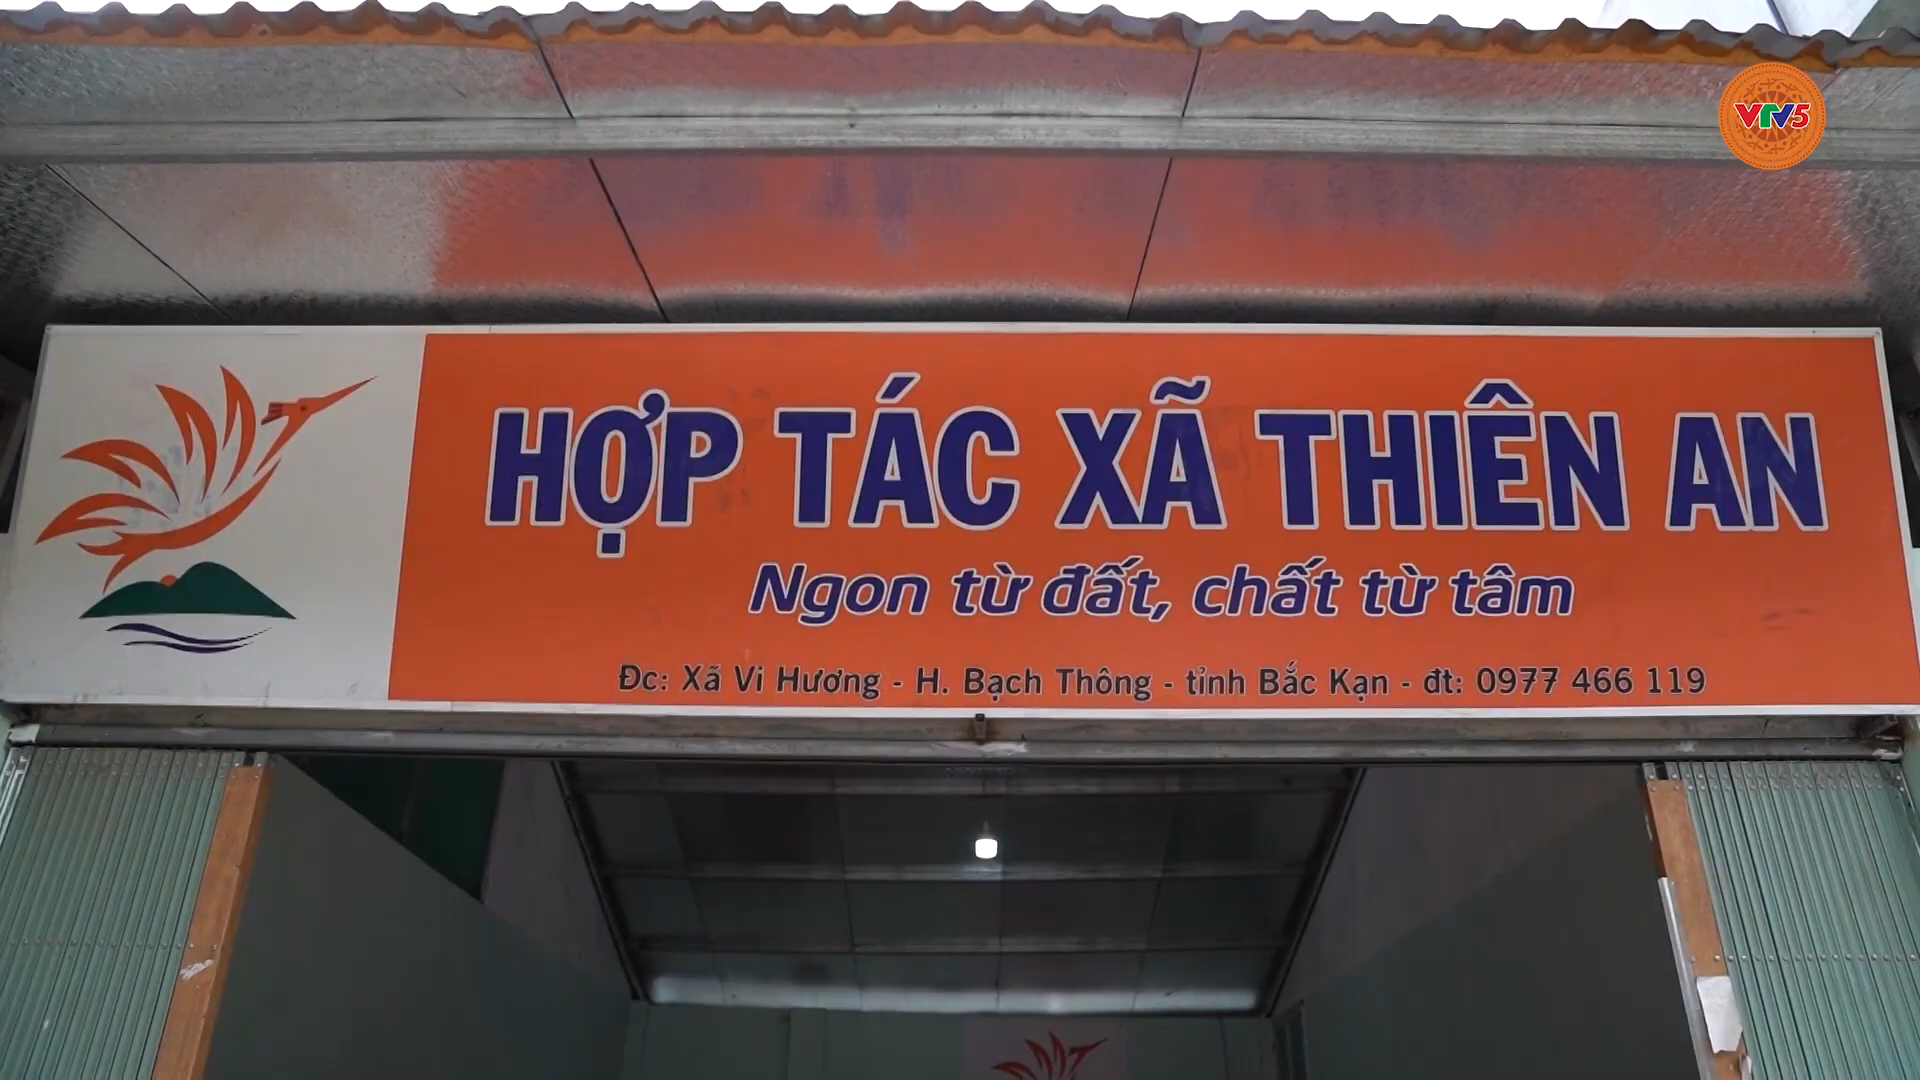 VTV5
HỢP TÁC XÃ THIÊN AN
Ngon từ đất, chất từ tâm
Đc: Xã Vi Hương - H. Bạch Thông - tỉnh Bắc Kạn - đt: 0977 466 119